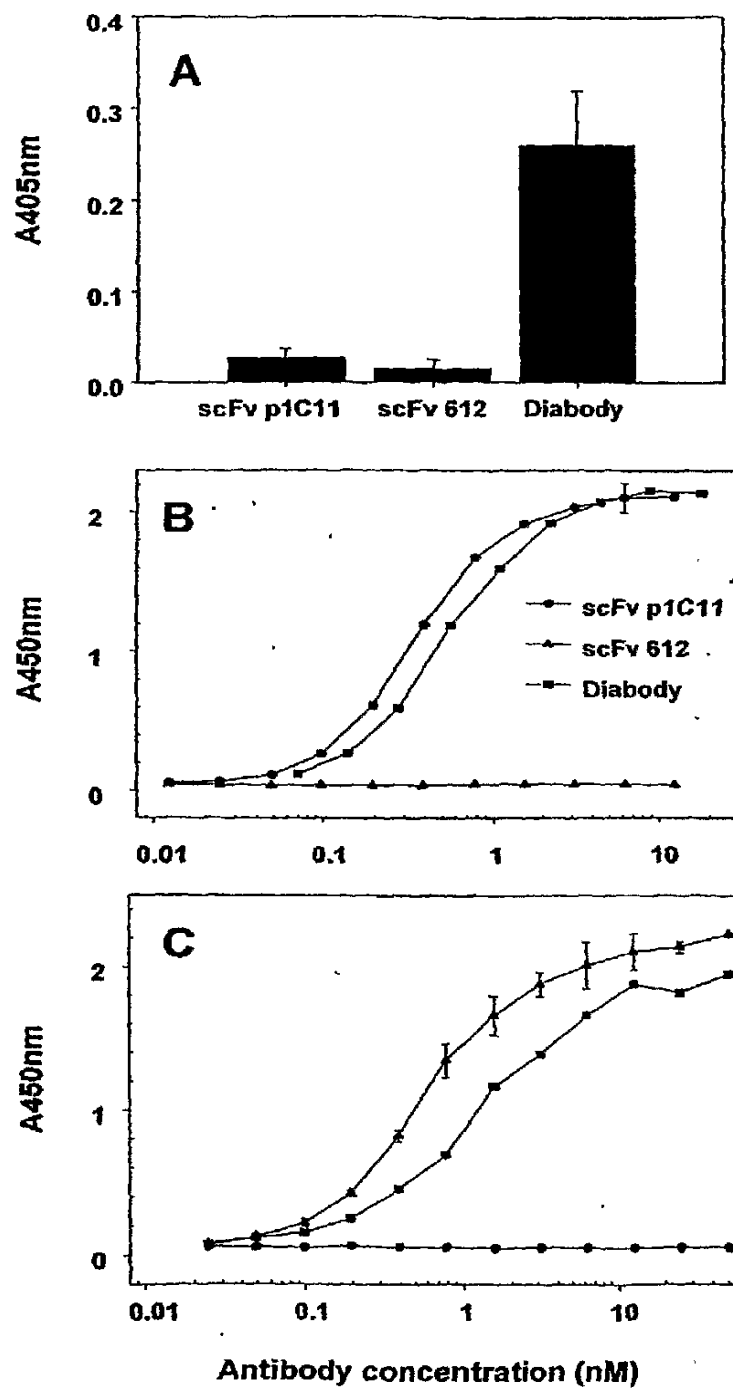 A
A405nm
0.4
0.3
0.2
0.1
0.0
scFv p1C11 scFv 612 Diabody
B
A450nm
2
1
0
scFv p1C11
scFv 612
Diabody
0.01 0.1 1 10
C
A450nm
2
1
0
0.01 0.1 1 10
Antibody concentration (nM)